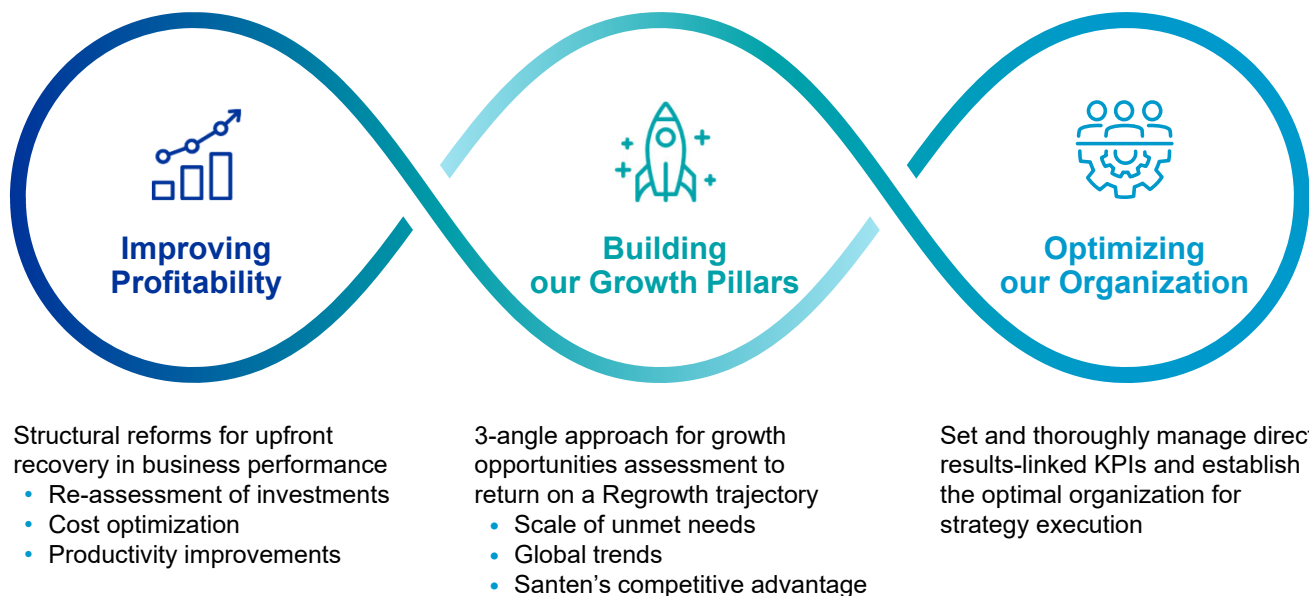 Improving
Profitability
Building
our Growth Pillars
Optimizing
our Organization
Structural reforms for upfront
recovery in business performance
• Re-assessment of investments
• Cost optimization
• Productivity improvements
3-angle approach for growth
opportunities assessment to
return on a Regrowth trajectory
• Scale of unmet needs
• Global trends
• Santen’s competitive advantage
Set and thoroughly manage direct
results-linked KPIs and establish
the optimal organization for
strategy execution